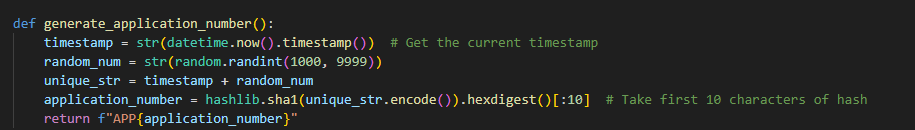 def generate_application_number():
    timestamp = str(datetime.now().timestamp())  # Get the current timestamp
    random_num = str(random.randint(1000, 9999))
    unique_str = timestamp + random_num
    application_number = hashlib.sha1(unique_str.encode()).hexdigest()[:10]  # Take first 10 characters of hash
    return f"APP{application_number}"